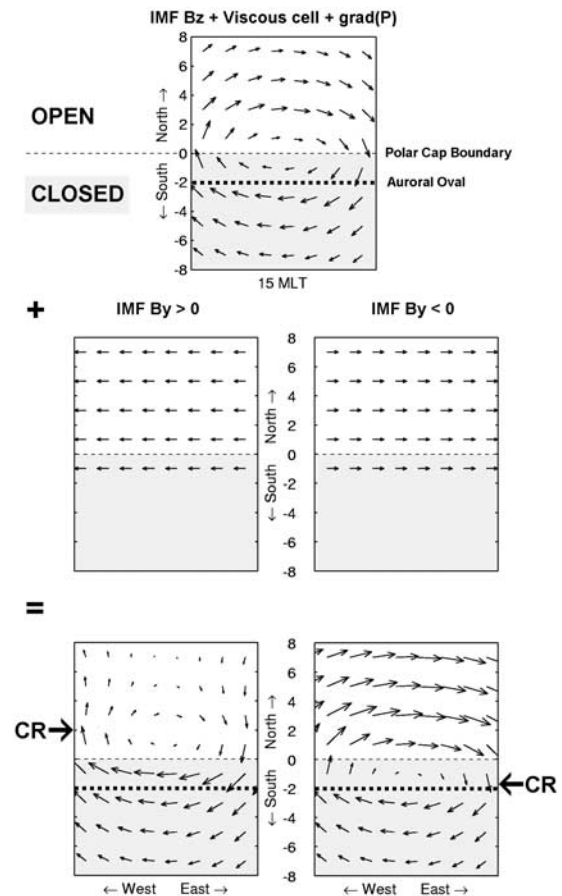 IMF Bz + Viscous cell + grad(P)
8
6
4
2
0
-2
-4
-6
-8
North →
← South
OPEN
CLOSED
Polar Cap Boundary
Auroral Oval
15 MLT
+
IMF By > 0
IMF By < 0
8
6
4
2
0
-2
-4
-6
-8
North →
← South
=
8
6
4
2
0
-2
-4
-6
-8
North →
← South
CR→
←CR
← West East →
← West East →